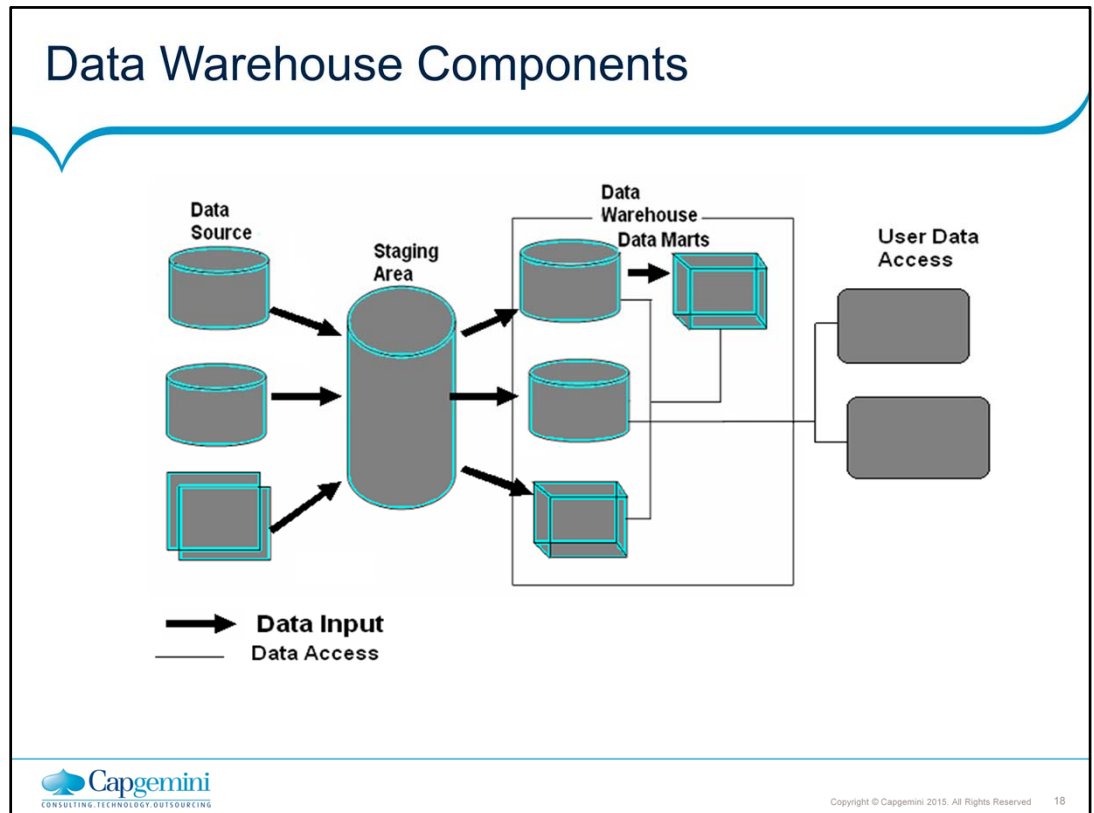 Data Warehouse Components
Data
Source
Staging
Area
Data
Warehouse
Data Marts
User Data
Access
Data Input
Data Access
Capgemini
CONSULTING.TECHNOLOGY.OUTSOURCING
Copyright © Capgemini 2015. All Rights Reserved 18